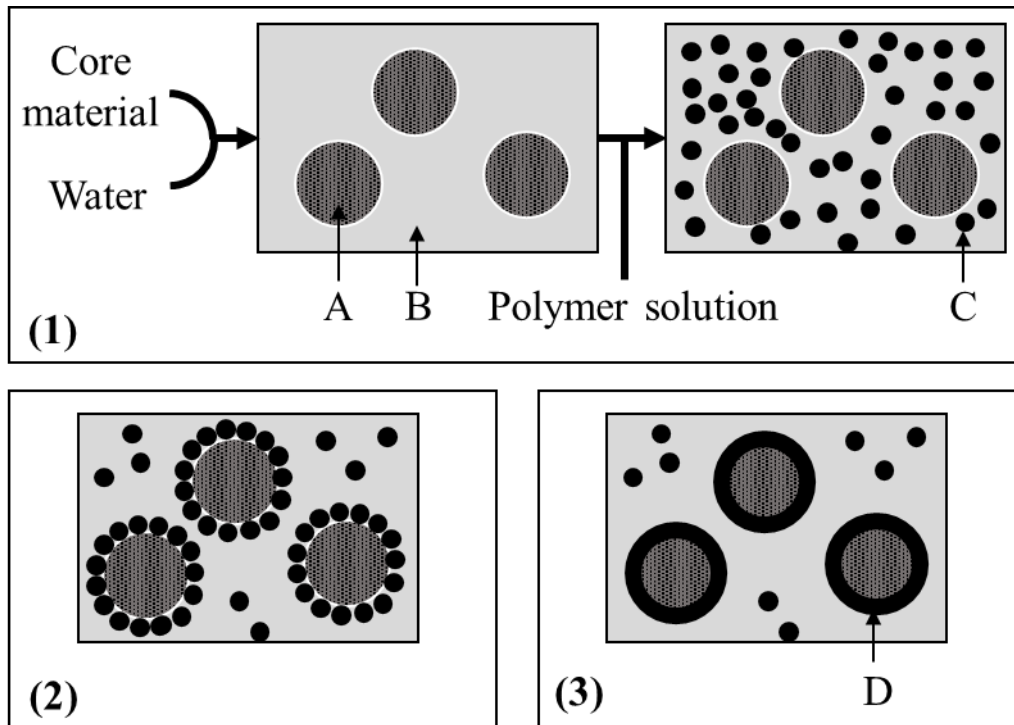 Core
material
Water
A
B
Polymer solution
C
(1)
(2)
(3)
D